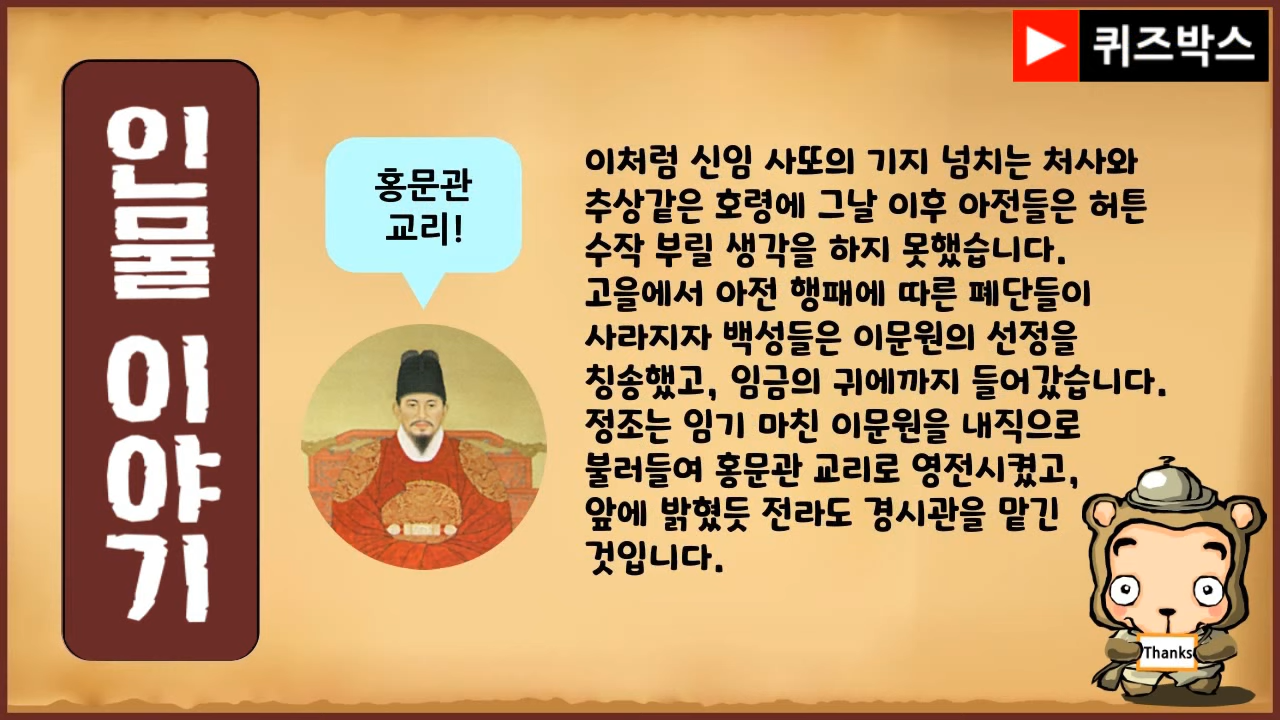 퀴즈박스
인물 이야기
홍문관
교리!
이처럼 신임 사또의 기지 넘치는 처사와
추상같은 호령에 그날 이후 아전들은 허튼
수작 부릴 생각을 하지 못했습니다.
고을에서 아전 행패에 따른 폐단들이
사라지자 백성들은 이문원의 선정을
칭송했고, 임금의 귀에까지 들어갔습니다.
정조는 임기 마친 이문원을 내직으로
불러들여 홍문관 교리로 영전시켰고,
앞에 밝혔듯 전라도 경시관을 맡긴
것입니다.
Thanks